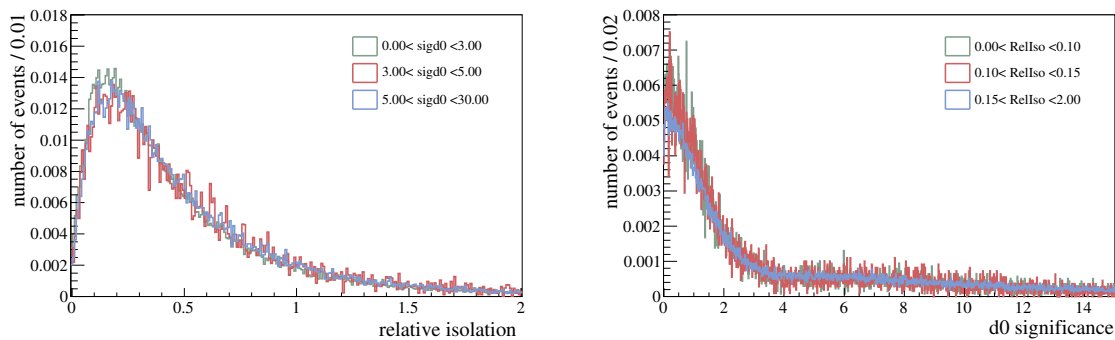 number of events / 0.01
0.018
0.016
0.014
0.012
0.01
0.008
0.006
0.004
0.002
0
0.00< sigd0 <3.00
3.00< sigd0 <5.00
5.00< sigd0 <30.00
0 0.5 1 1.5 2
relative isolation
number of events / 0.02
0.008
0.007
0.006
0.005
0.004
0.003
0.002
0.001
0
0.00< RelIso <0.10
0.10< RelIso <0.15
0.15< RelIso <2.00
0 2 4 6 8 10 12 14
d0 significance